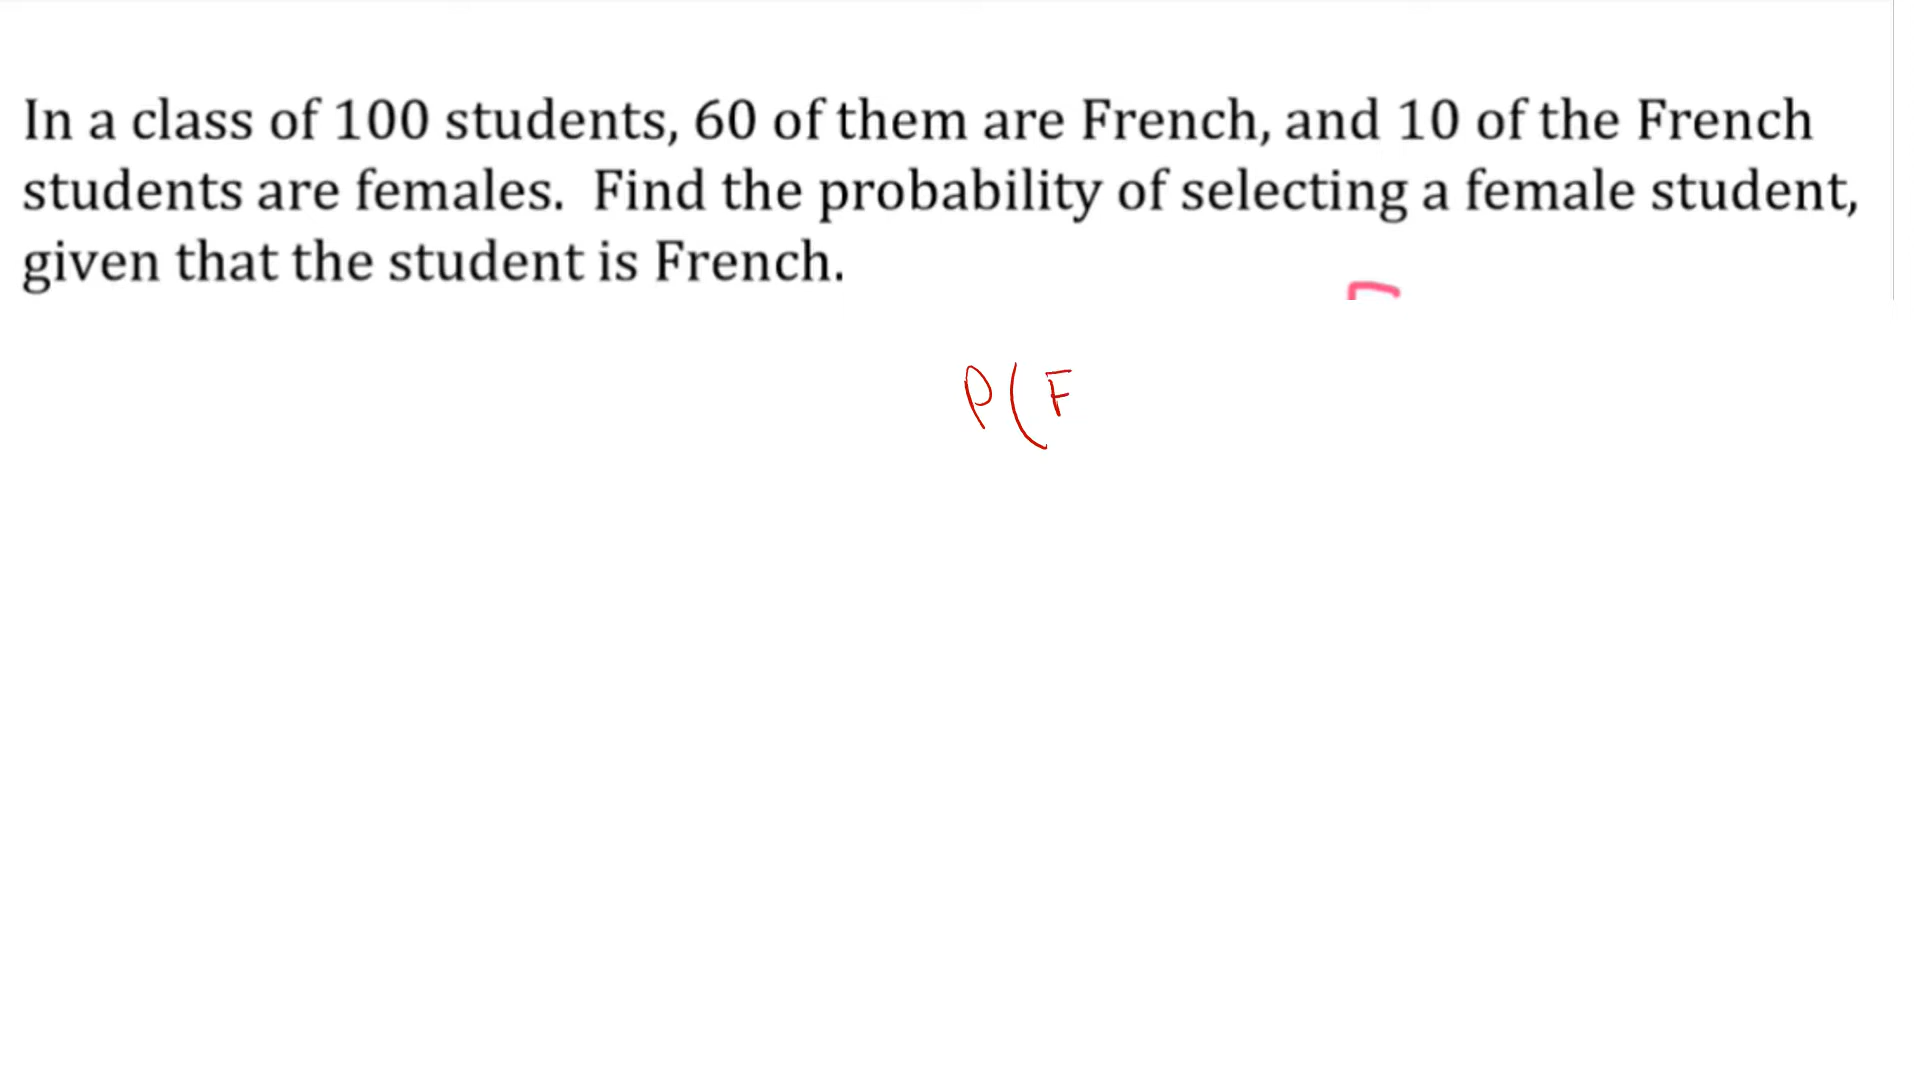 In a class of 100 students, 60 of them are French, and 10 of the French
students are females. Find the probability of selecting a female student,
given that the student is French.
P(F